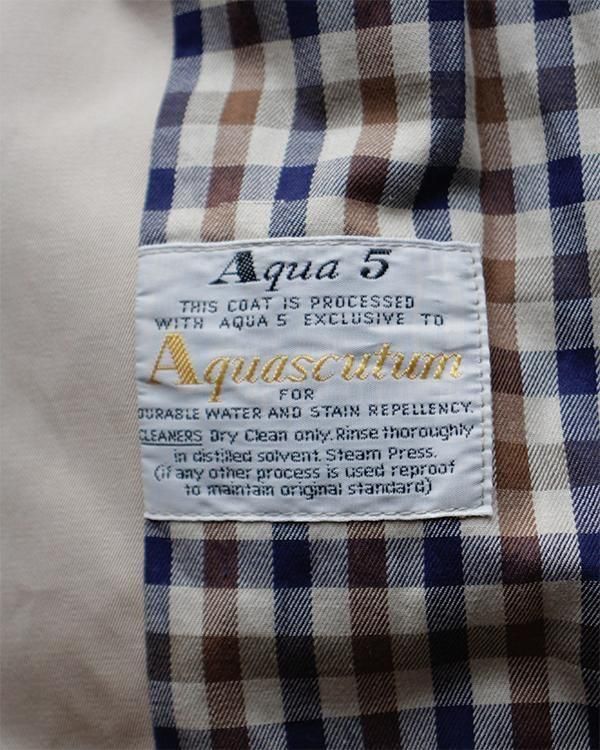 Aqua 5
THIS COAT IS PROCESSED
WITH AQUA 5 EXCLUSIVE TO
Aquascutum
FOR
DURABLE WATER AND STAIN REPELLENCY.
CLEANERS Dry Clean only. Rinse thoroughly
in distilled solvent. Steam Press.
(if any other process is used reproof
to maintain original standard)